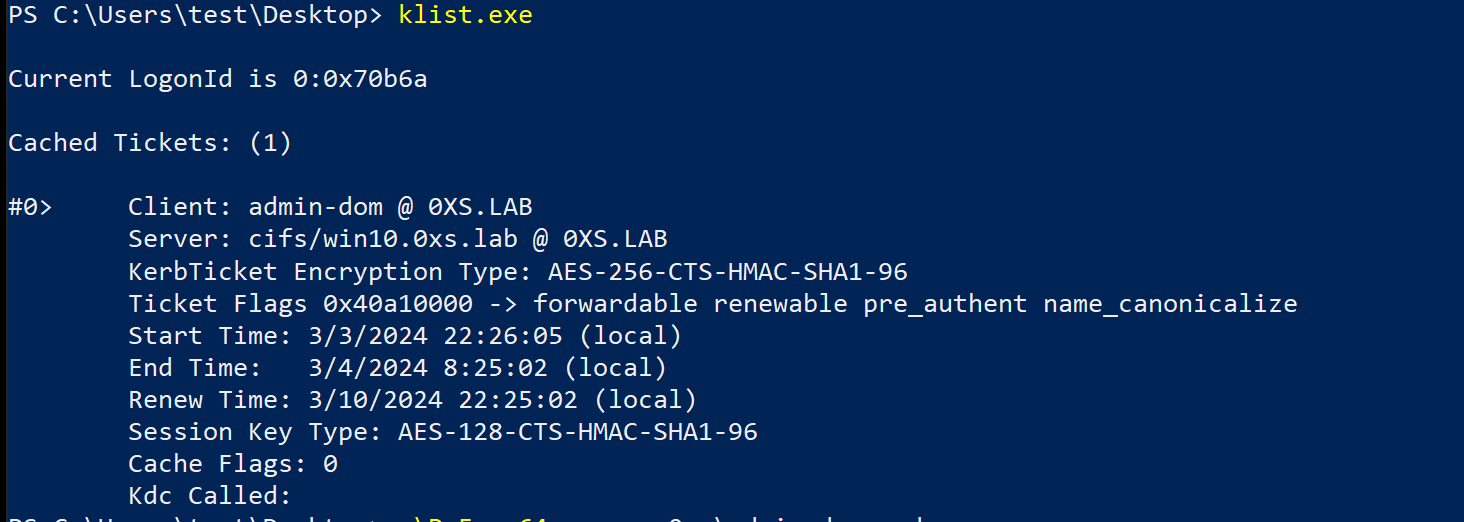 PS C:\Users\test\Desktop> klist.exe
Current LogonId is 0:0x70b6a
Cached Tickets: (1)
#0> Client: admin-dom @ 0XS.LAB
Server: cifs/win10.0xs.lab @ 0XS.LAB
KerbTicket Encryption Type: AES-256-CTS-HMAC-SHA1-96
Ticket Flags 0x40a10000 -> forwardable renewable pre_authent name_canonicalize
Start Time: 3/3/2024 22:26:05 (local)
End Time: 3/4/2024 8:25:02 (local)
Renew Time: 3/10/2024 22:25:02 (local)
Session Key Type: AES-128-CTS-HMAC-SHA1-96
Cache Flags: 0
Kdc Called: